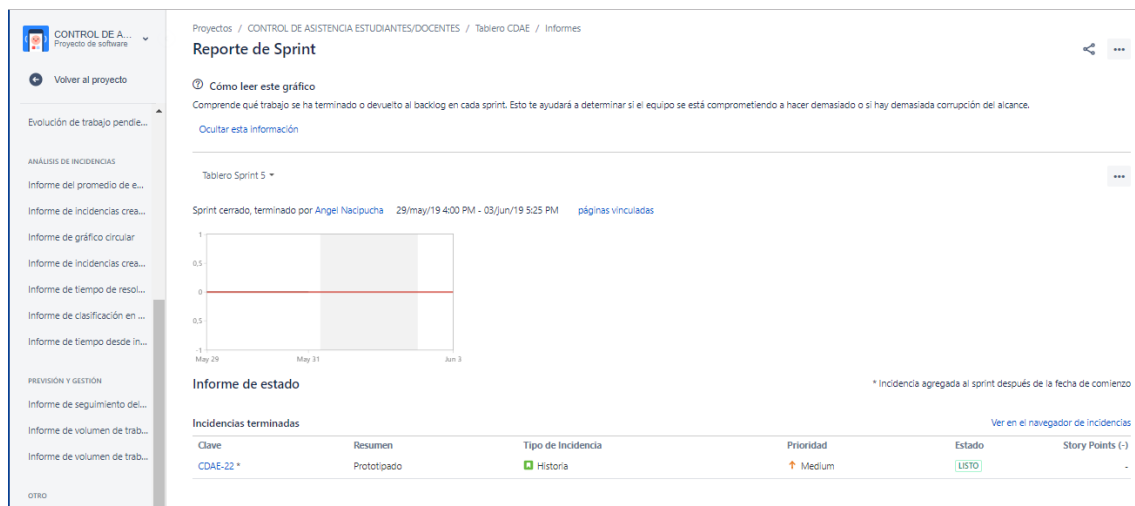 CONTROL DE A...
Proyecto de software
Volver al proyecto
Evolución de trabajo pendie...
ANÁLISIS DE INCIDENCIAS
Informe del promedio de e...
Informe de incidencias crea...
Informe de gráfico circular
Informe de incidencias crea...
Informe de tiempo de resol...
Informe de clasificación en ...
Informe de tiempo desde in...
PREVISIÓN Y GESTIÓN
Informe de seguimiento del...
Informe de volumen de trab...
Informe de volumen de trab...
OTRO
Proyectos / CONTROL DE ASISTENCIA ESTUDIANTES/DOCENTES / Tablero CDAE / Informes
Reporte de Sprint
Cómo leer este gráfico
Comprende qué trabajo se ha terminado o devuelto al backlog en cada sprint. Esto te ayudará a determinar si el equipo se está comprometiendo a hacer demasiado o si hay demasiada corrupción del alcance.
Ocultar esta información
Tablero Sprint 5
Sprint cerrado, terminado por Angel Nacipucha 29/may/19 4:00 PM - 03/jun/19 5:25 PM páginas vinculadas
1
0,5
0
0,5
-1
May 29 May 31 Jun 3
Informe de estado
* Incidencia agregada al sprint después de la fecha de comienzo
Incidencias terminadas Ver en el navegador de incidencias
Clave Resumen Tipo de Incidencia Prioridad Estado Story Points (-)
CDAE-22 * Prototipado Historia Medium LISTO -